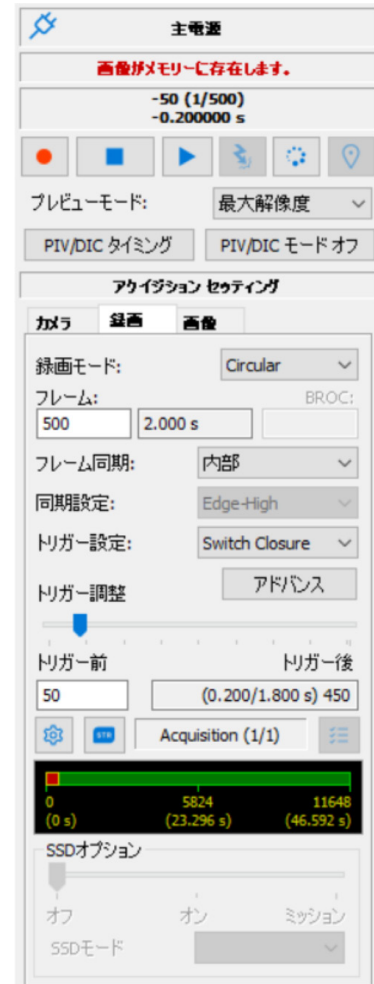 主電源
画像がメモリーに存在します。
-50 (1/500)
-0.200000 s
プレビューモード: 最大解像度
PIV/DIC タイミング PIV/DIC モード オフ
アクイジション セッティング
カメラ 録画 画像
録画モード: Circular
フレーム: BROC:
500 2.000 s
フレーム同期: 内部
同期設定: Edge-High
トリガー設定: Switch Closure
トリガー調整 アドバンス
トリガー前 トリガー後
50 (0.200/1.800 s) 450
STR Acquisition (1/1)
0 5824 11648
(0 s) (23.296 s) (46.592 s)
SSDオプション
オフ オン ミッション
SSDモード